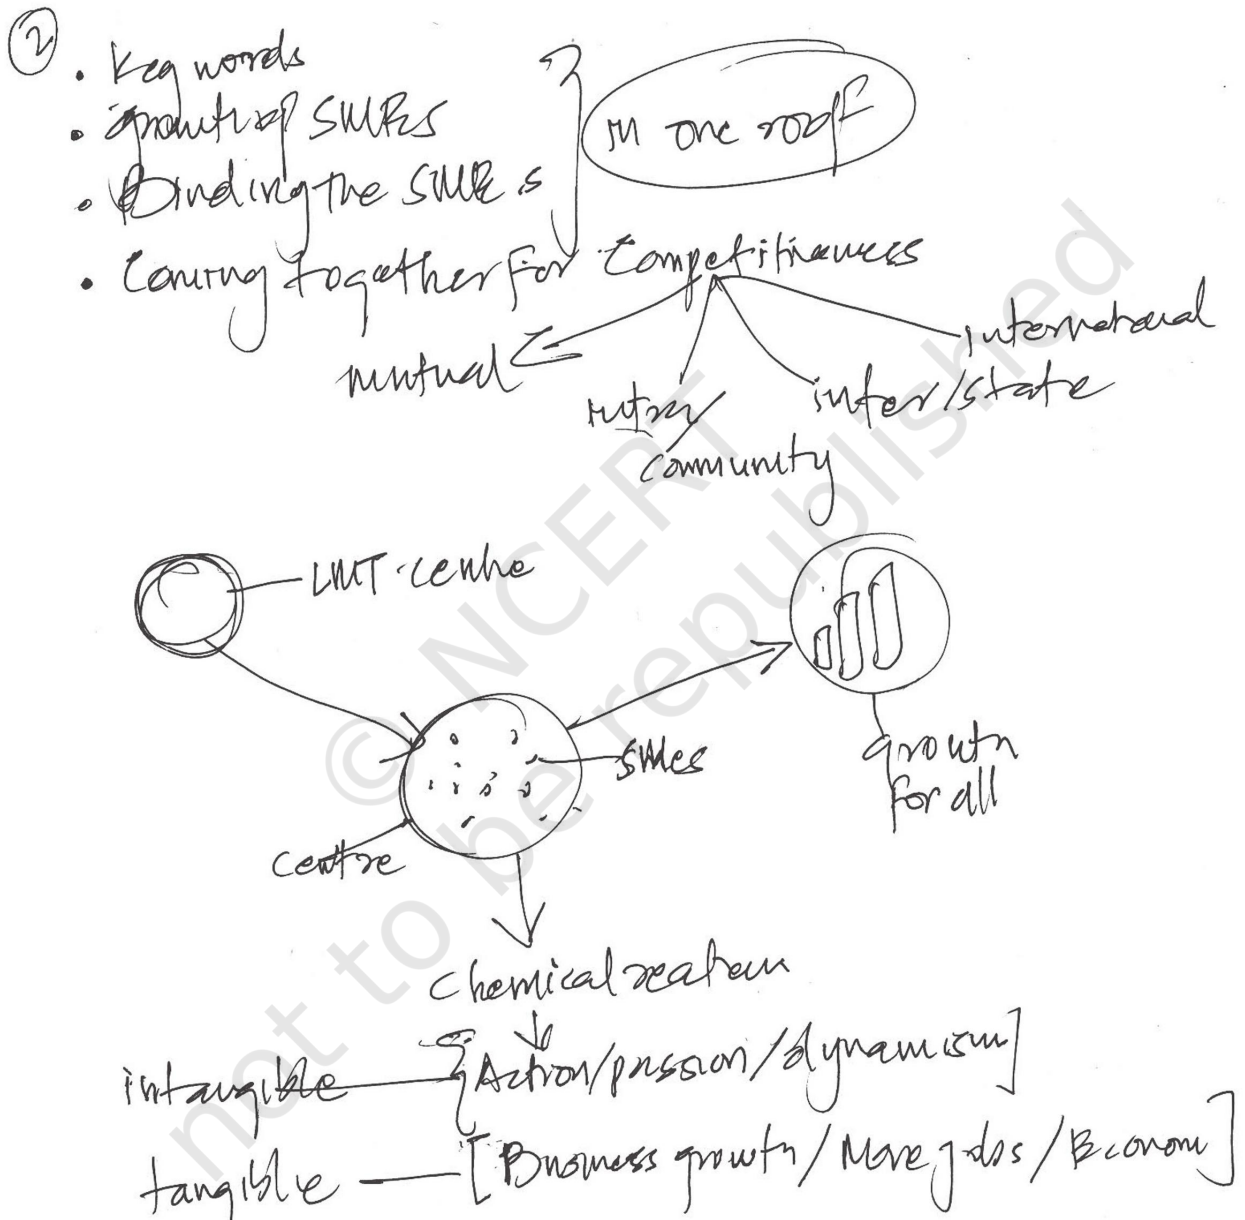 2
• Key words
• growth of SMEs
• Binding the SMEs
in one roof
• Coming together for Competitiveness
mutual
intra/
community
inter/state
international
LMT centre
SMEs
centre
growth
for all
Chemical reaction
intangible — [Action/passion/dynamism]
tangible — [Business growth/More jobs/Econom]
© NCERT
not to be republished